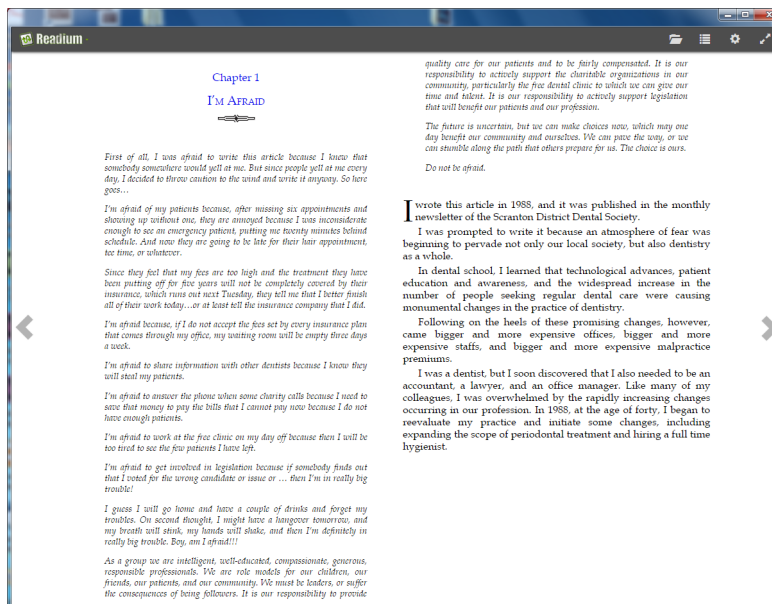 Readium
Chapter 1
I'M AFRAID
First of all, I was afraid to write this article because I knew that
somebody somewhere would yell at me. But since people yell at me every
day, I decided to throw caution to the wind and write it anyway. So here
goes…
I'm afraid of my patients because, after missing six appointments and
showing up without one, they are annoyed because I was inconsiderate
enough to see an emergency patient, putting me twenty minutes behind
schedule. And now they are going to be late for their hair appointment,
tee time, or whatever.
Since they feel that my fees are too high and the treatment they have
been putting off for five years will not be completely covered by their
insurance, which runs out next Tuesday, they tell me that I better finish
all of their work today…or at least tell the insurance company that I did.
I'm afraid because, if I do not accept the fees set by every insurance plan
that comes through my office, my waiting room will be empty three days
a week.
I'm afraid to share information with other dentists because I know they
will steal my patients.
I'm afraid to answer the phone when some charity calls because I need to
save that money to pay the bills that I cannot pay now because I do not
have enough patients.
I'm afraid to work at the free clinic on my day off because then I will be
too tired to see the few patients I have left.
I'm afraid to get involved in legislation because if somebody finds out
that I voted for the wrong candidate or issue or … then I'm in really big
trouble!
I guess I will go home and have a couple of drinks and forget my
troubles. On second thought, I might have a hangover tomorrow, and
my breath will stink, my hands will shake, and then I'm definitely in
really big trouble. Boy, am I afraid!!!
As a group we are intelligent, well-educated, compassionate, generous,
responsible professionals. We are role models for our children, our
friends, our patients, and our community. We must be leaders, or suffer
the consequences of being followers. It is our responsibility to provide
quality care for our patients and to be fairly compensated. It is our
responsibility to actively support the charitable organizations in our
community, particularly the free dental clinic to which we can give our
time and talent. It is our responsibility to actively support legislation
that will benefit our patients and our profession.
The future is uncertain, but we can make choices now, which may one
day benefit our community and ourselves. We can pave the way, or we
can stumble along the path that others prepare for us. The choice is ours.
Do not be afraid.
I wrote this article in 1988, and it was published in the monthly
newsletter of the Scranton District Dental Society.
I was prompted to write it because an atmosphere of fear was
beginning to pervade not only our local society, but also dentistry
as a whole.
In dental school, I learned that technological advances, patient
education and awareness, and the widespread increase in the
number of people seeking regular dental care were causing
monumental changes in the practice of dentistry.
Following on the heels of these promising changes, however,
came bigger and more expensive offices, bigger and more
expensive staffs, and bigger and more expensive malpractice
premiums.
I was a dentist, but I soon discovered that I also needed to be an
accountant, a lawyer, and an office manager. Like many of my
colleagues, I was overwhelmed by the rapidly increasing changes
occurring in our profession. In 1988, at the age of forty, I began to
reevaluate my practice and initiate some changes, including
expanding the scope of periodontal treatment and hiring a full time
hygienist.